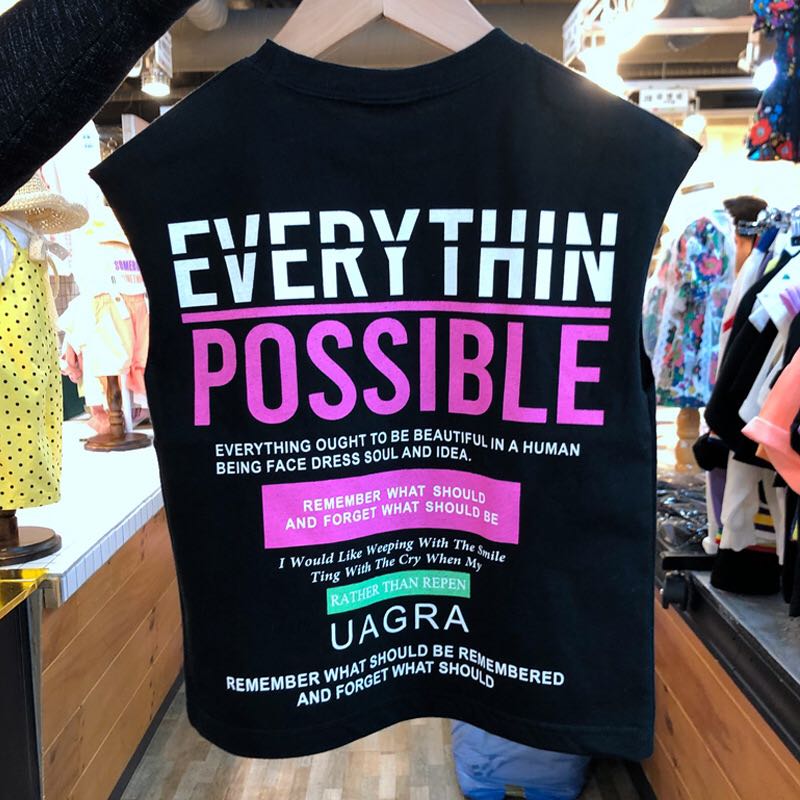 EVERYTHIN
POSSIBLE
EVERYTHING OUGHT TO BE BEAUTIFUL IN A HUMAN
BEING FACE DRESS SOUL AND IDEA.
REMEMBER WHAT SHOULD
AND FORGET WHAT SHOULD BE
I Would Like Weeping With The Smile
Ting With The Cry When My
RATHER THAN REPEN
UAGRA
REMEMBER WHAT SHOULD BE REMEMBERED
AND FORGET WHAT SHOULD